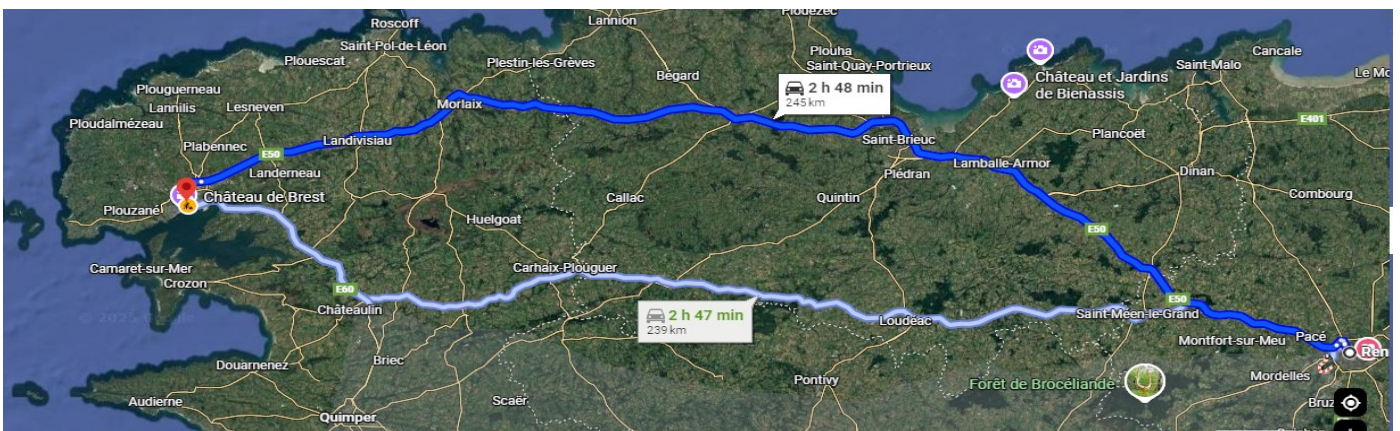 Roscoff
Lannion
Saint-Pol-de-Léon
Plouescat
Plouha
Cancale
Plestin-les-Grèves
Saint-Quay-Portrieux
Saint-Malo
Bégard
Château et Jardins
de Bienassis
Plouguerneau
2 h 48 min
245 km
Lannilis
Lesneven
Morlaix
E401
Ploudalmézeau
Plancoët
Landivisiau
Saint-Brieuc
Plabennec
E50
Lamballe-Armor
Landerneau
Plédran
Dinan
Château de Brest
Callac
Quintin
Combourg
Plouzané
Huelgoat
E50
Camaret-sur-Mer
Carhaix-Plouguer
Crozon
E60
E50
Châteaulin
2 h 47 min
239 km
Loudéac
Saint-Méen-le-Grand
Montfort-sur-Meu
Pacé
Ren
Briec
Douarnenez
Pontivy
Forêt de Brocéliande
Mordelles
Audierne
Scaër
Bruz
Quimper